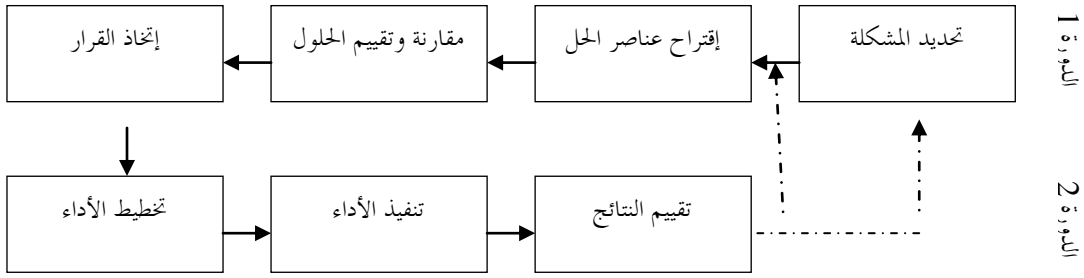 الدورة 1
تحديد المشكلة
إقتراح عناصر الحل
مقارنة وتقييم الحلول
إتخاذ القرار
الدورة 2
تخطيط الأداء
تنفيذ الأداء
تقييم النتائج